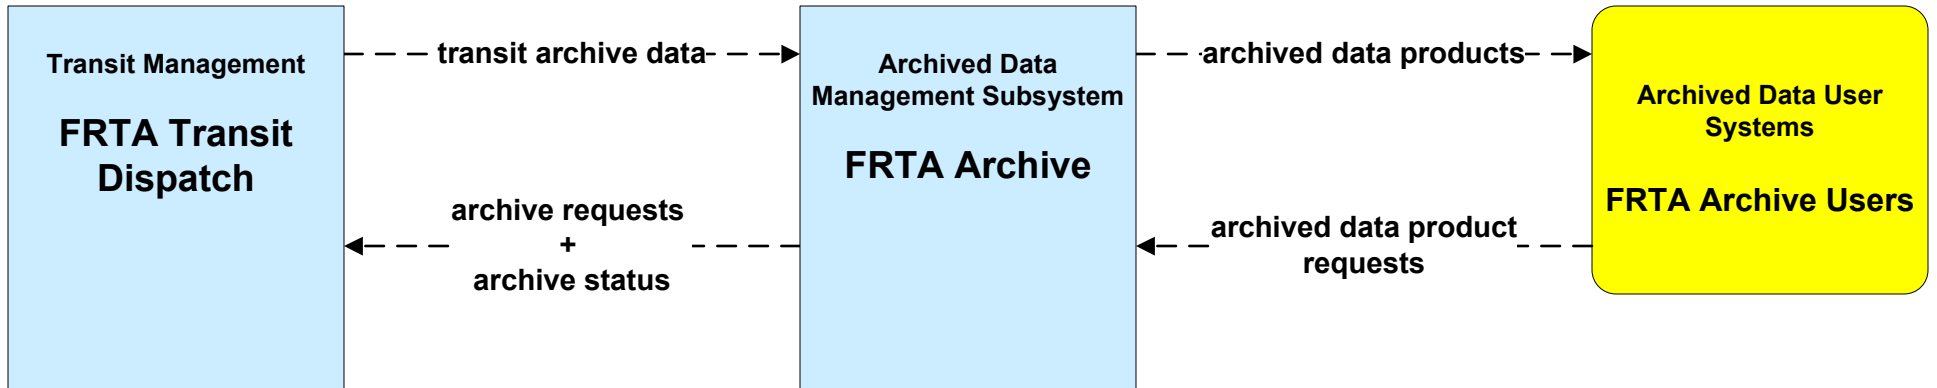 Transit Management
FRTA Transit
Dispatch
transit archive data
archive requests
+
archive status
Archived Data
Management Subsystem
FRTA Archive
archived data products
archived data product
requests
Archived Data User
Systems
FRTA Archive Users